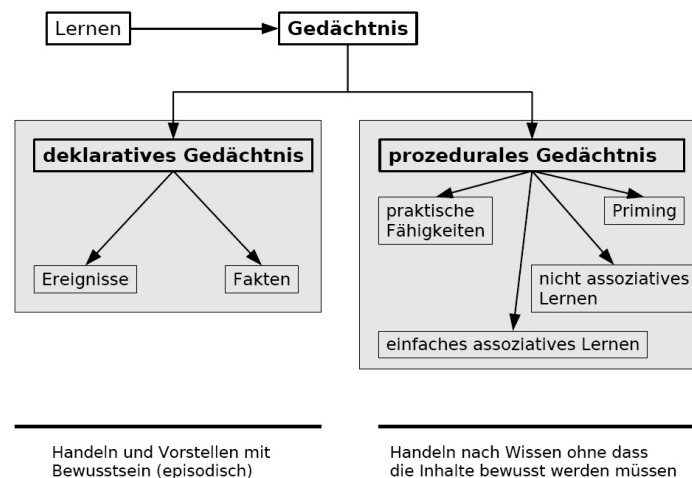 Lernen
Gedächtnis
deklaratives Gedächtnis
Ereignisse
Fakten
prozedurales Gedächtnis
praktische
Fähigkeiten
Priming
nicht assoziatives
Lernen
einfaches assoziatives Lernen
Handeln und Vorstellen mit
Bewusstsein (episodisch)
Handeln nach Wissen ohne dass
die Inhalte bewusst werden müssen